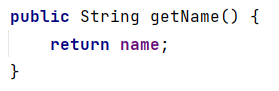 public String getName() {
    return name;
}